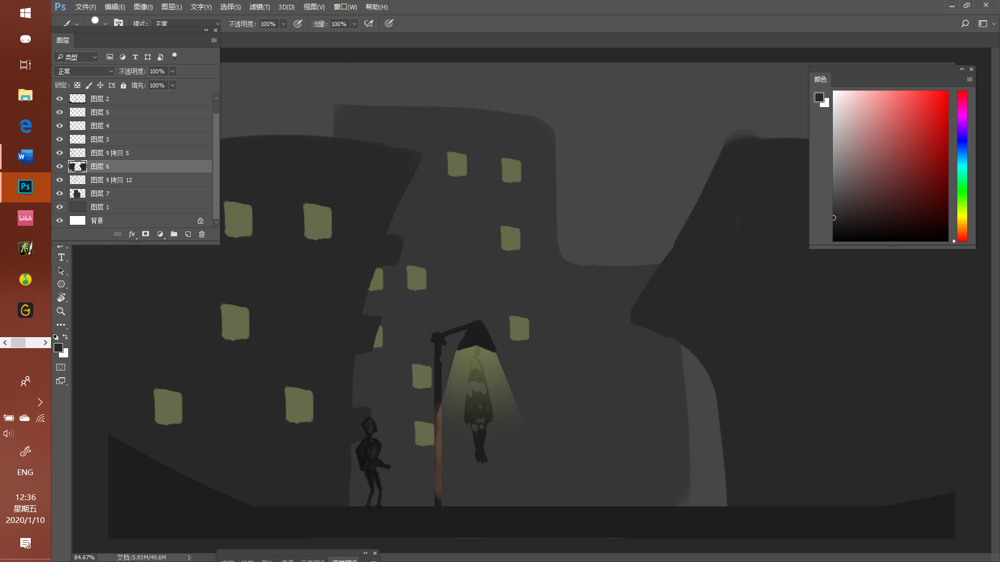 Ps 文件(F) 编辑(E) 图像(I) 图层(L) 文字(Y) 选择(S) 滤镜(T) 3D(D) 视图(V) 窗口(W) 帮助(H)
模式: 正常 不透明度: 100% 流量: 100%
图层
类型
正常 不透明度: 100%
锁定: 填充: 100%
图层 2
图层 5
图层 4
图层 3
图层 9 拷贝 5
图层 6
图层 9 拷贝 12
图层 7
图层 1
背景
fx
颜色
W
Ps
T
ENG
12:36
星期五
2020/1/10
84.67% 文档:5.93M/49.6M